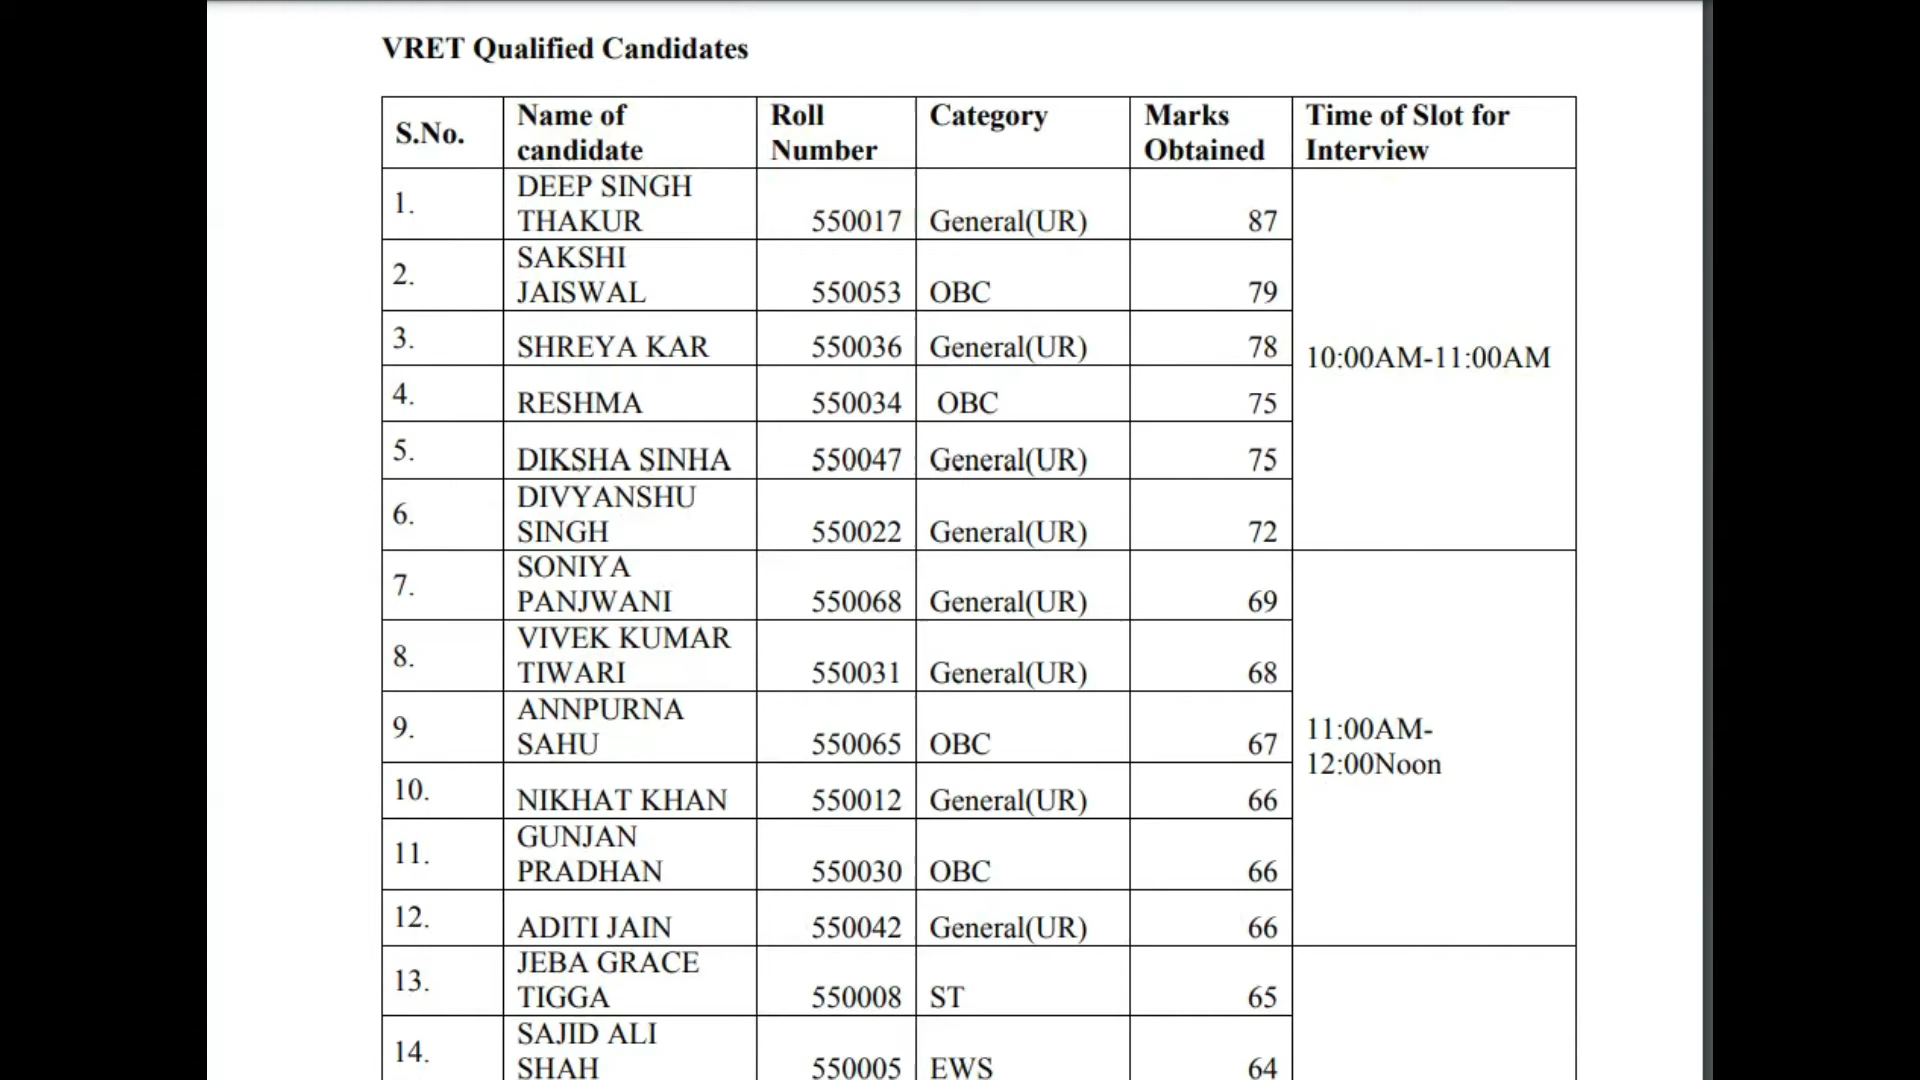 VRET Qualified Candidates
S.No. Name of candidate Roll Number Category Marks Obtained Time of Slot for Interview
1. DEEP SINGH THAKUR 550017 General(UR) 87 10:00AM-11:00AM
2. SAKSHI JAISWAL 550053 OBC 79
3. SHREYA KAR 550036 General(UR) 78
4. RESHMA 550034 OBC 75
5. DIKSHA SINHA 550047 General(UR) 75
6. DIVYANSHU SINGH 550022 General(UR) 72
7. SONIYA PANJWANI 550068 General(UR) 69 11:00AM-12:00Noon
8. VIVEK KUMAR TIWARI 550031 General(UR) 68
9. ANNPURNA SAHU 550065 OBC 67
10. NIKHAT KHAN 550012 General(UR) 66
11. GUNJAN PRADHAN 550030 OBC 66
12. ADITI JAIN 550042 General(UR) 66
13. JEBA GRACE TIGGA 550008 ST 65
14. SAJID ALI SHAH 550005 EWS 64